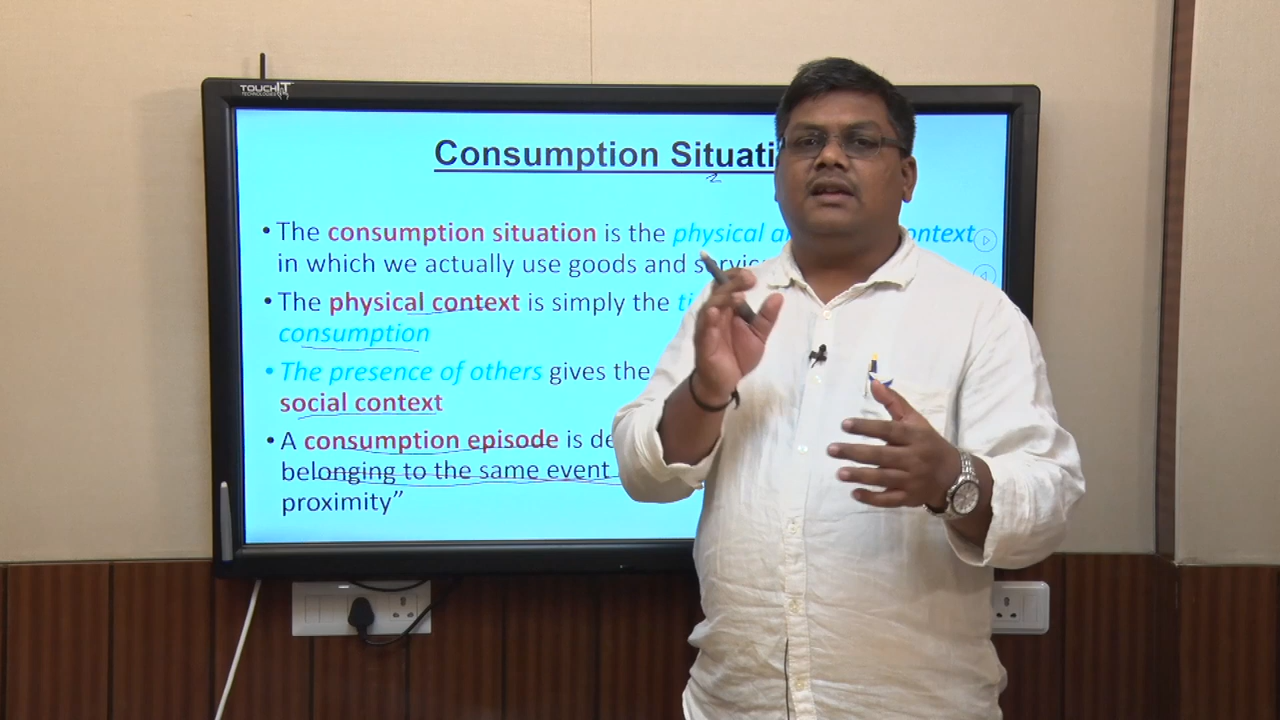 TOUCHIT
TECHNOLOGIES
Consumption Situati
• The consumption situation is the physical a ontext
in which we actually use goods and servic
• The physical context is simply the ti
consumption
• The presence of others gives the
social context
• A consumption episode is de
belonging to the same event
proximity”